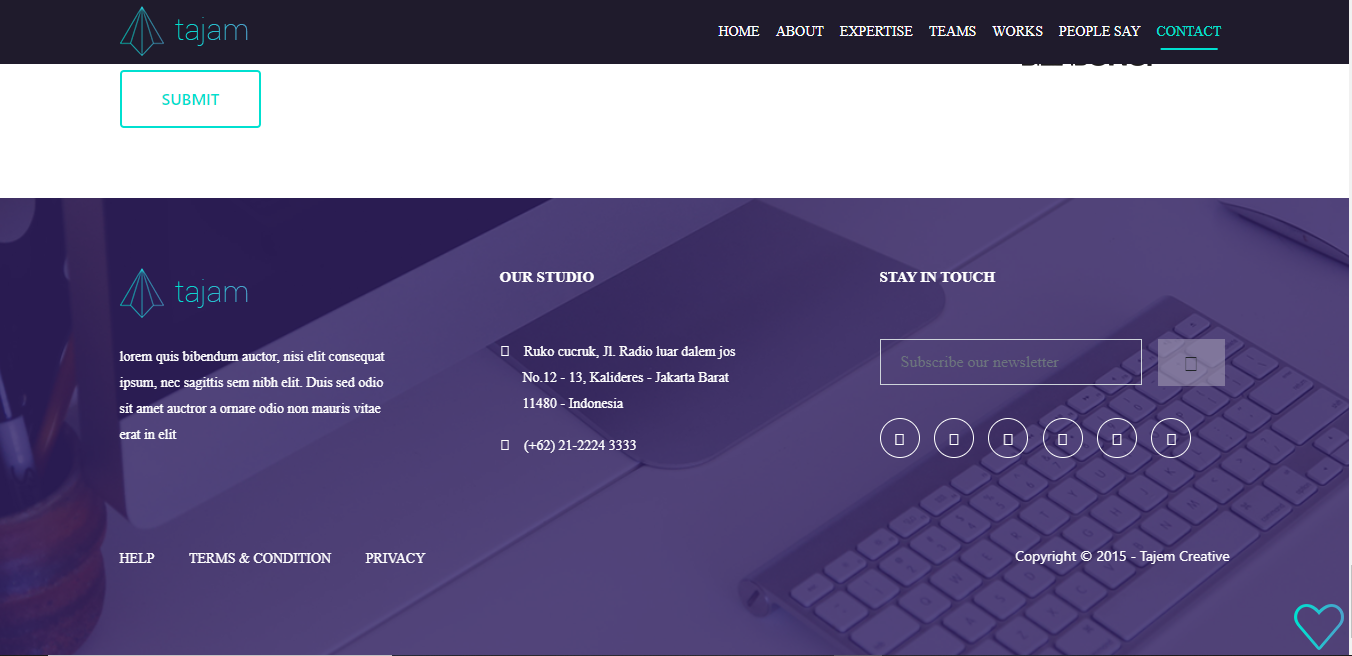 tajam
HOME ABOUT EXPERTISE TEAMS WORKS PEOPLE SAY CONTACT
SUBMIT
tajam
lorem quis bibendum auctor, nisi elit consequat
ipsum, nec sagittis sem nibh elit. Duis sed odio
sit amet auctror a ornare odio non mauris vitae
erat in elit
OUR STUDIO
Ruko cucruk, Jl. Radio luar dalem jos
No.12 - 13, Kalideres - Jakarta Barat
11480 - Indonesia
(+62) 21-2224 3333
STAY IN TOUCH
Subscribe our newsletter
HELP TERMS & CONDITION PRIVACY
Copyright © 2015 - Tajem Creative